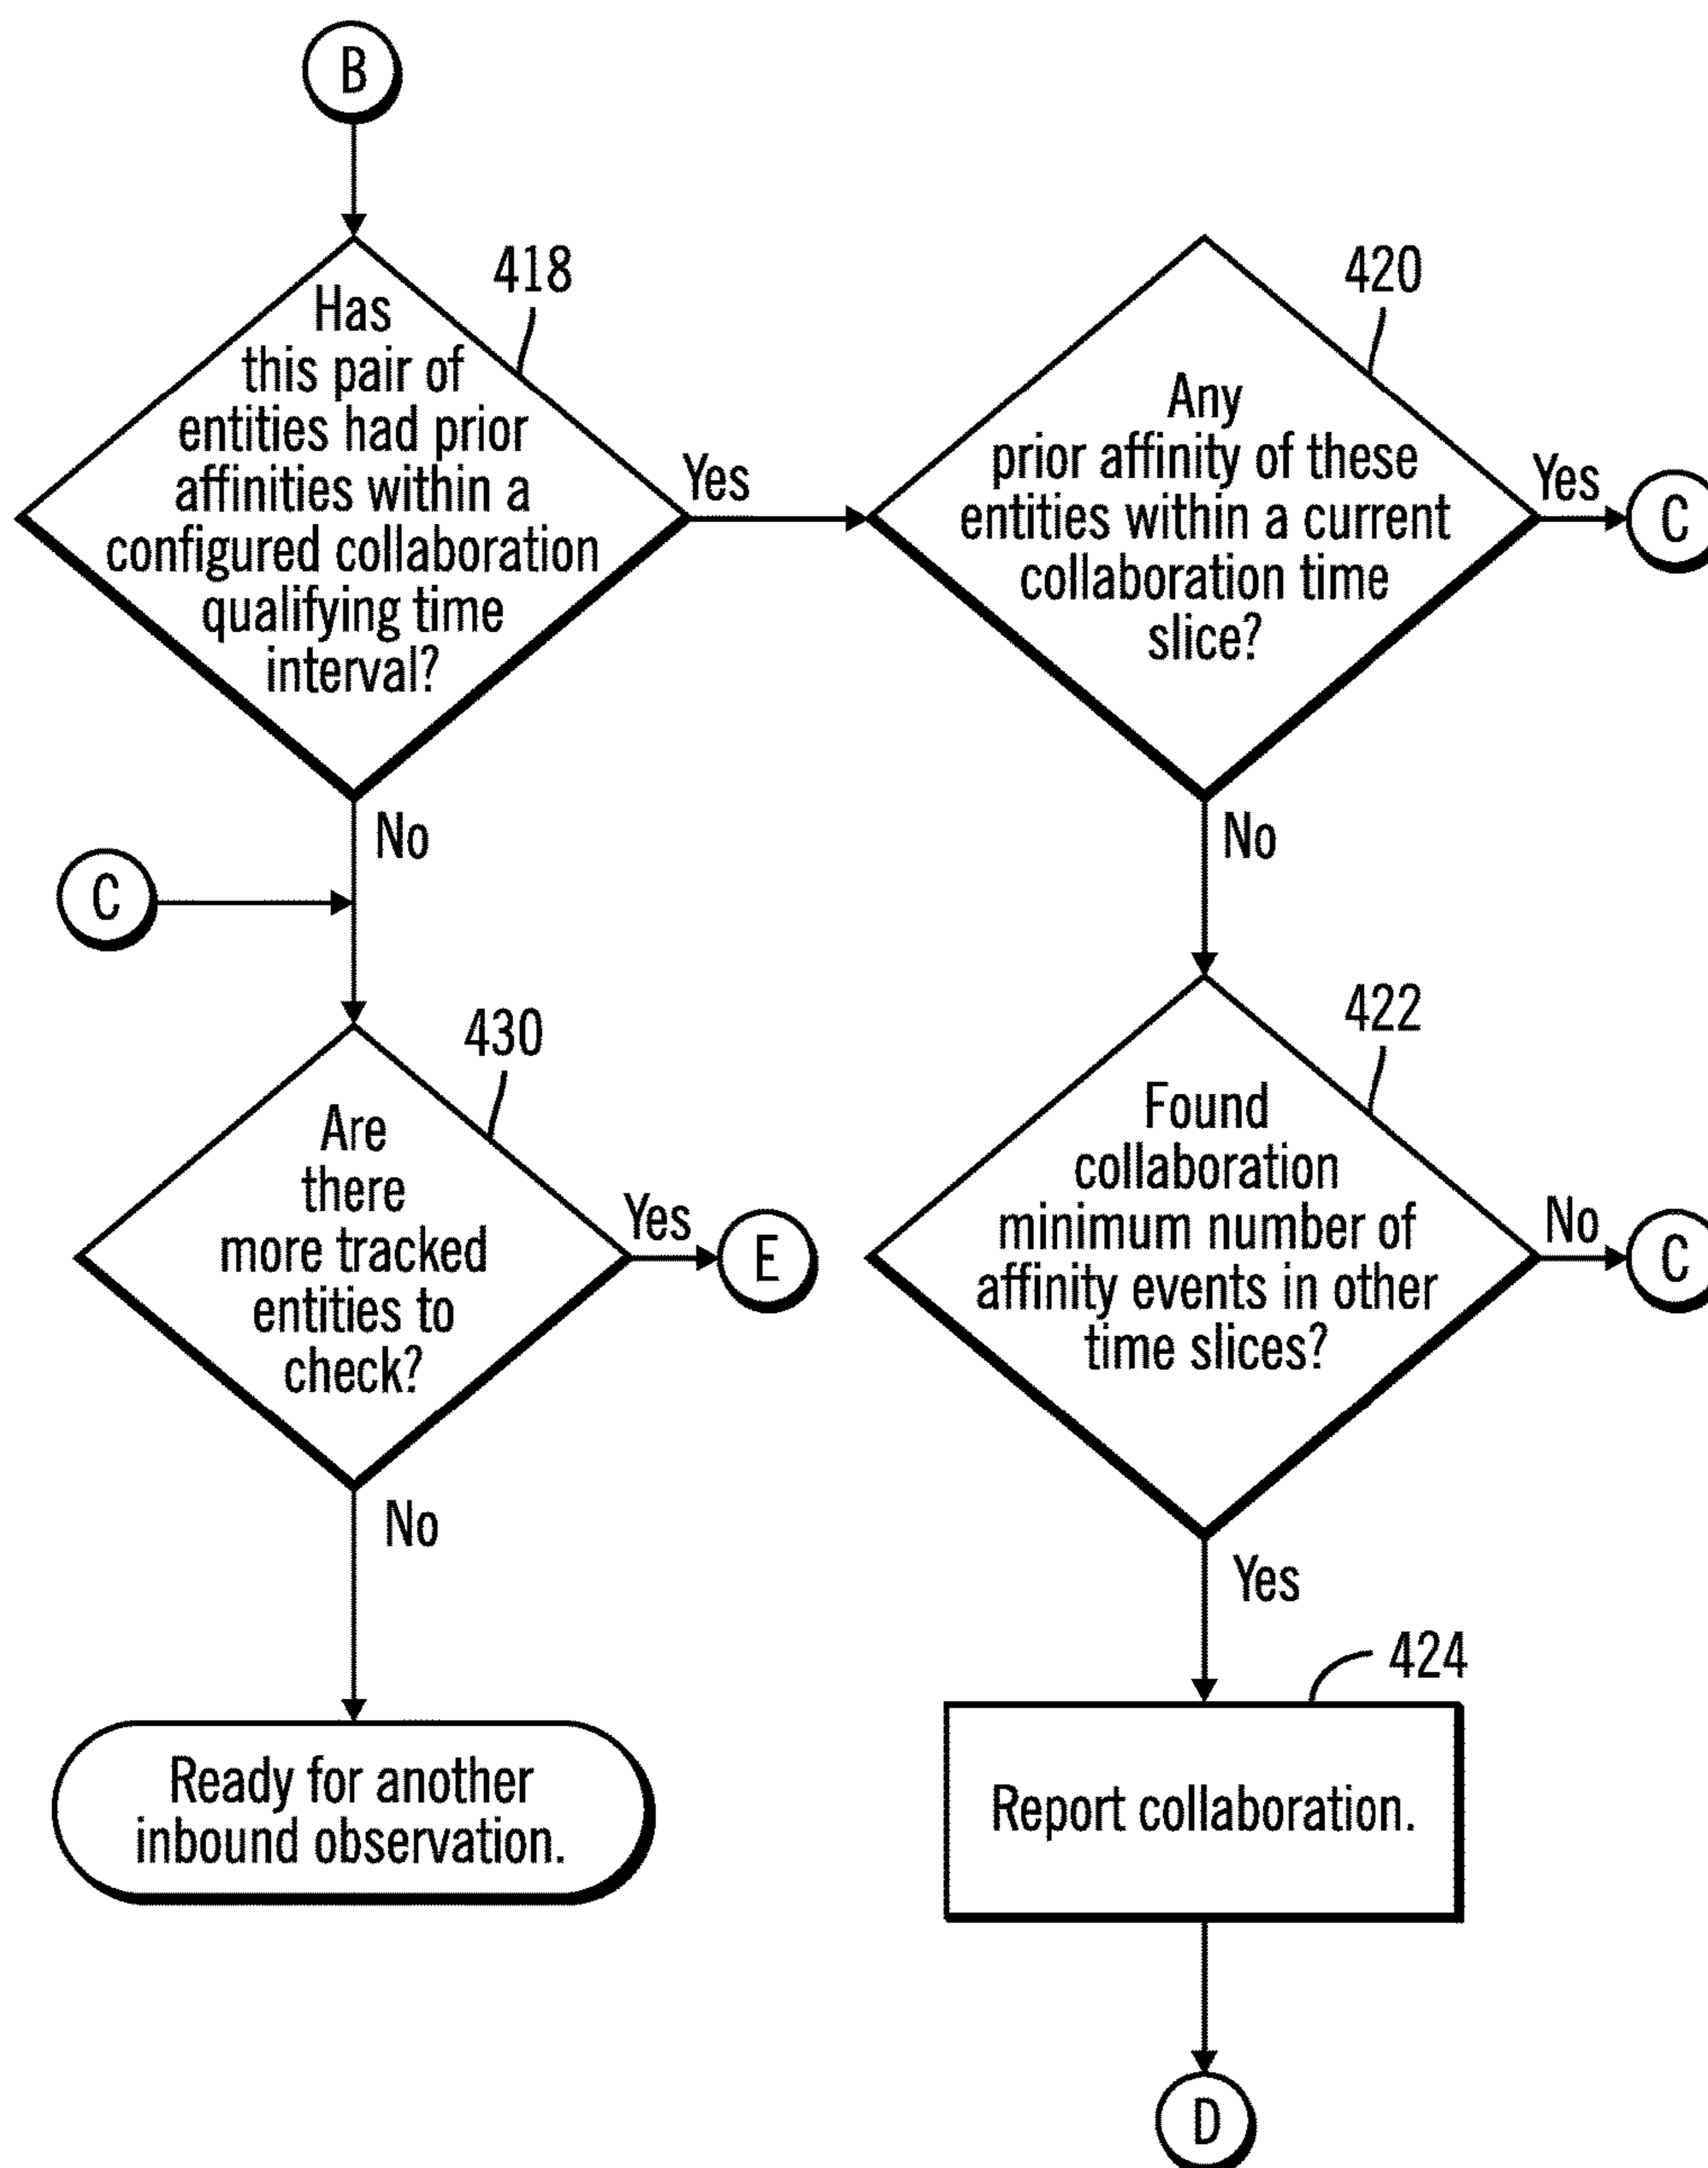 B
418
Has
this pair of
entities had prior
affinities within a
configured collaboration
qualifying time
interval?
Yes
No
420
Any
prior affinity of these
entities within a current
collaboration time
slice?
Yes
C
No
C
430
Are
there
more tracked
entities to
check?
Yes
E
No
Ready for another
inbound observation.
422
Found
collaboration
minimum number of
affinity events in other
time slices?
No
C
Yes
424
Report collaboration.
D